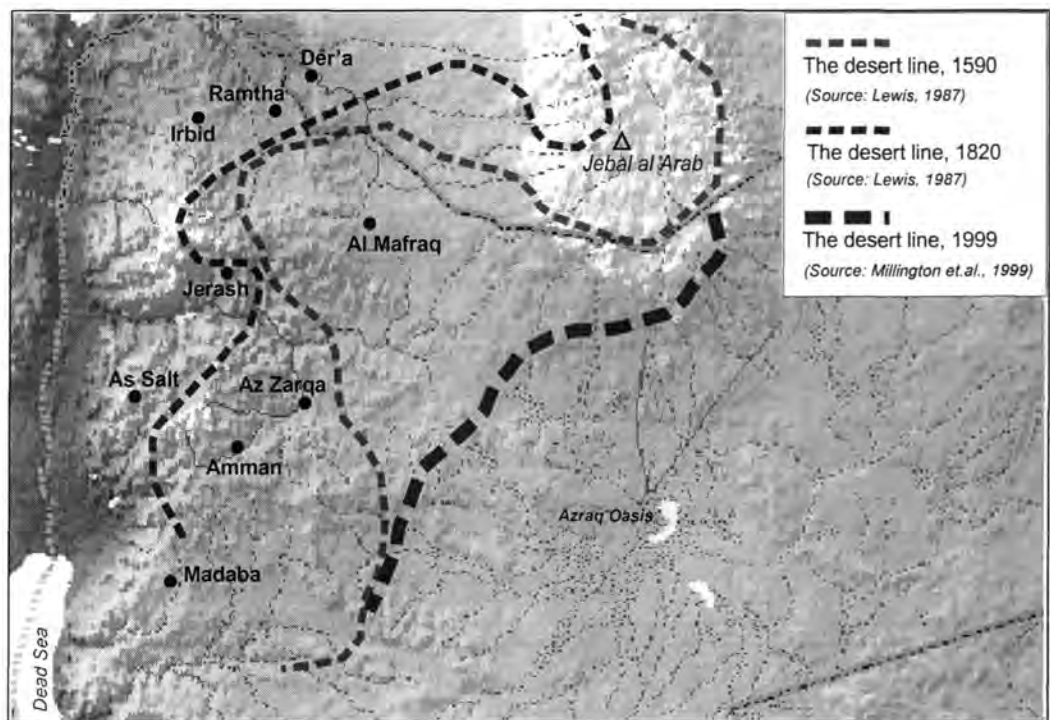 Dēr'a
Ramtha
Irbid
Jebal al 'Arab
Al Mafraq
Jerash
As Salt
Az Zarqa
Amman
Azraq Oasis
Madaba
Dead Sea
The desert line, 1590
(Source: Lewis, 1987)
The desert line, 1820
(Source: Lewis, 1987)
The desert line, 1999
(Source: Millington et.al., 1999)